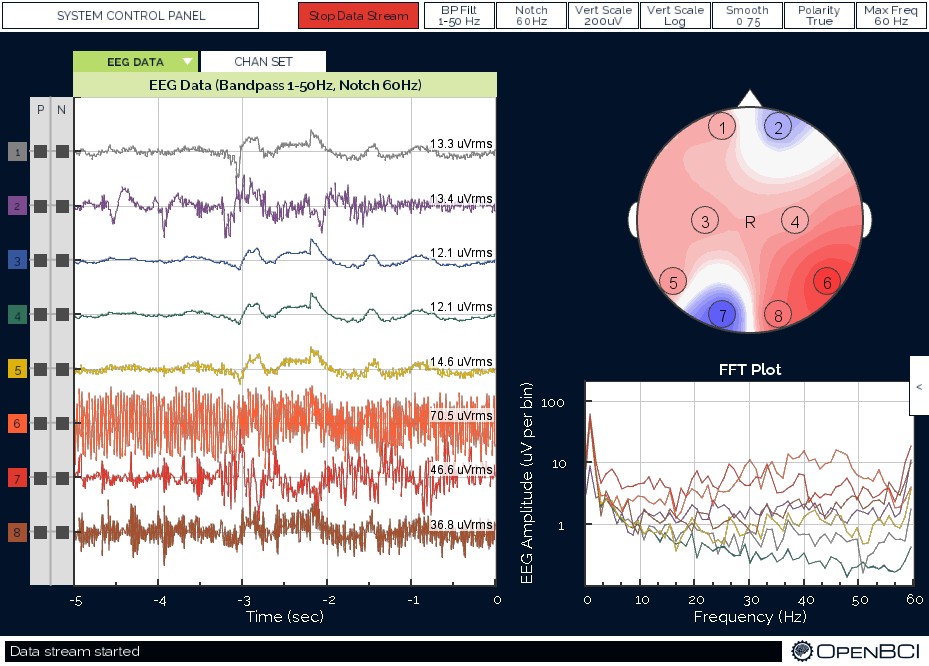 SYSTEM CONTROL PANEL
Stop Data Stream
BP Filt
1-50 Hz
Notch
60Hz
Vert Scale
200uV
Vert Scale
Log
Smooth
0.75
Polarity
True
Max Freq
60 Hz
EEG DATA
CHAN SET
EEG Data (Bandpass 1-50Hz, Notch 60Hz)
P N
1
13.3 uVrms
2
13.4 uVrms
3
12.1 uVrms
4
12.1 uVrms
5
14.6 uVrms
6
70.5 uVrms
7
46.6 uVrms
8
36.8 uVrms
-5 -4 -3 -2 -1 0
Time (sec)
1 2
3 R 4
5 6
7 8
FFT Plot
<
EEG Amplitude (uV per bin)
100
10
1
0 10 20 30 40 50 60
Frequency (Hz)
Data stream started
OPENBCI